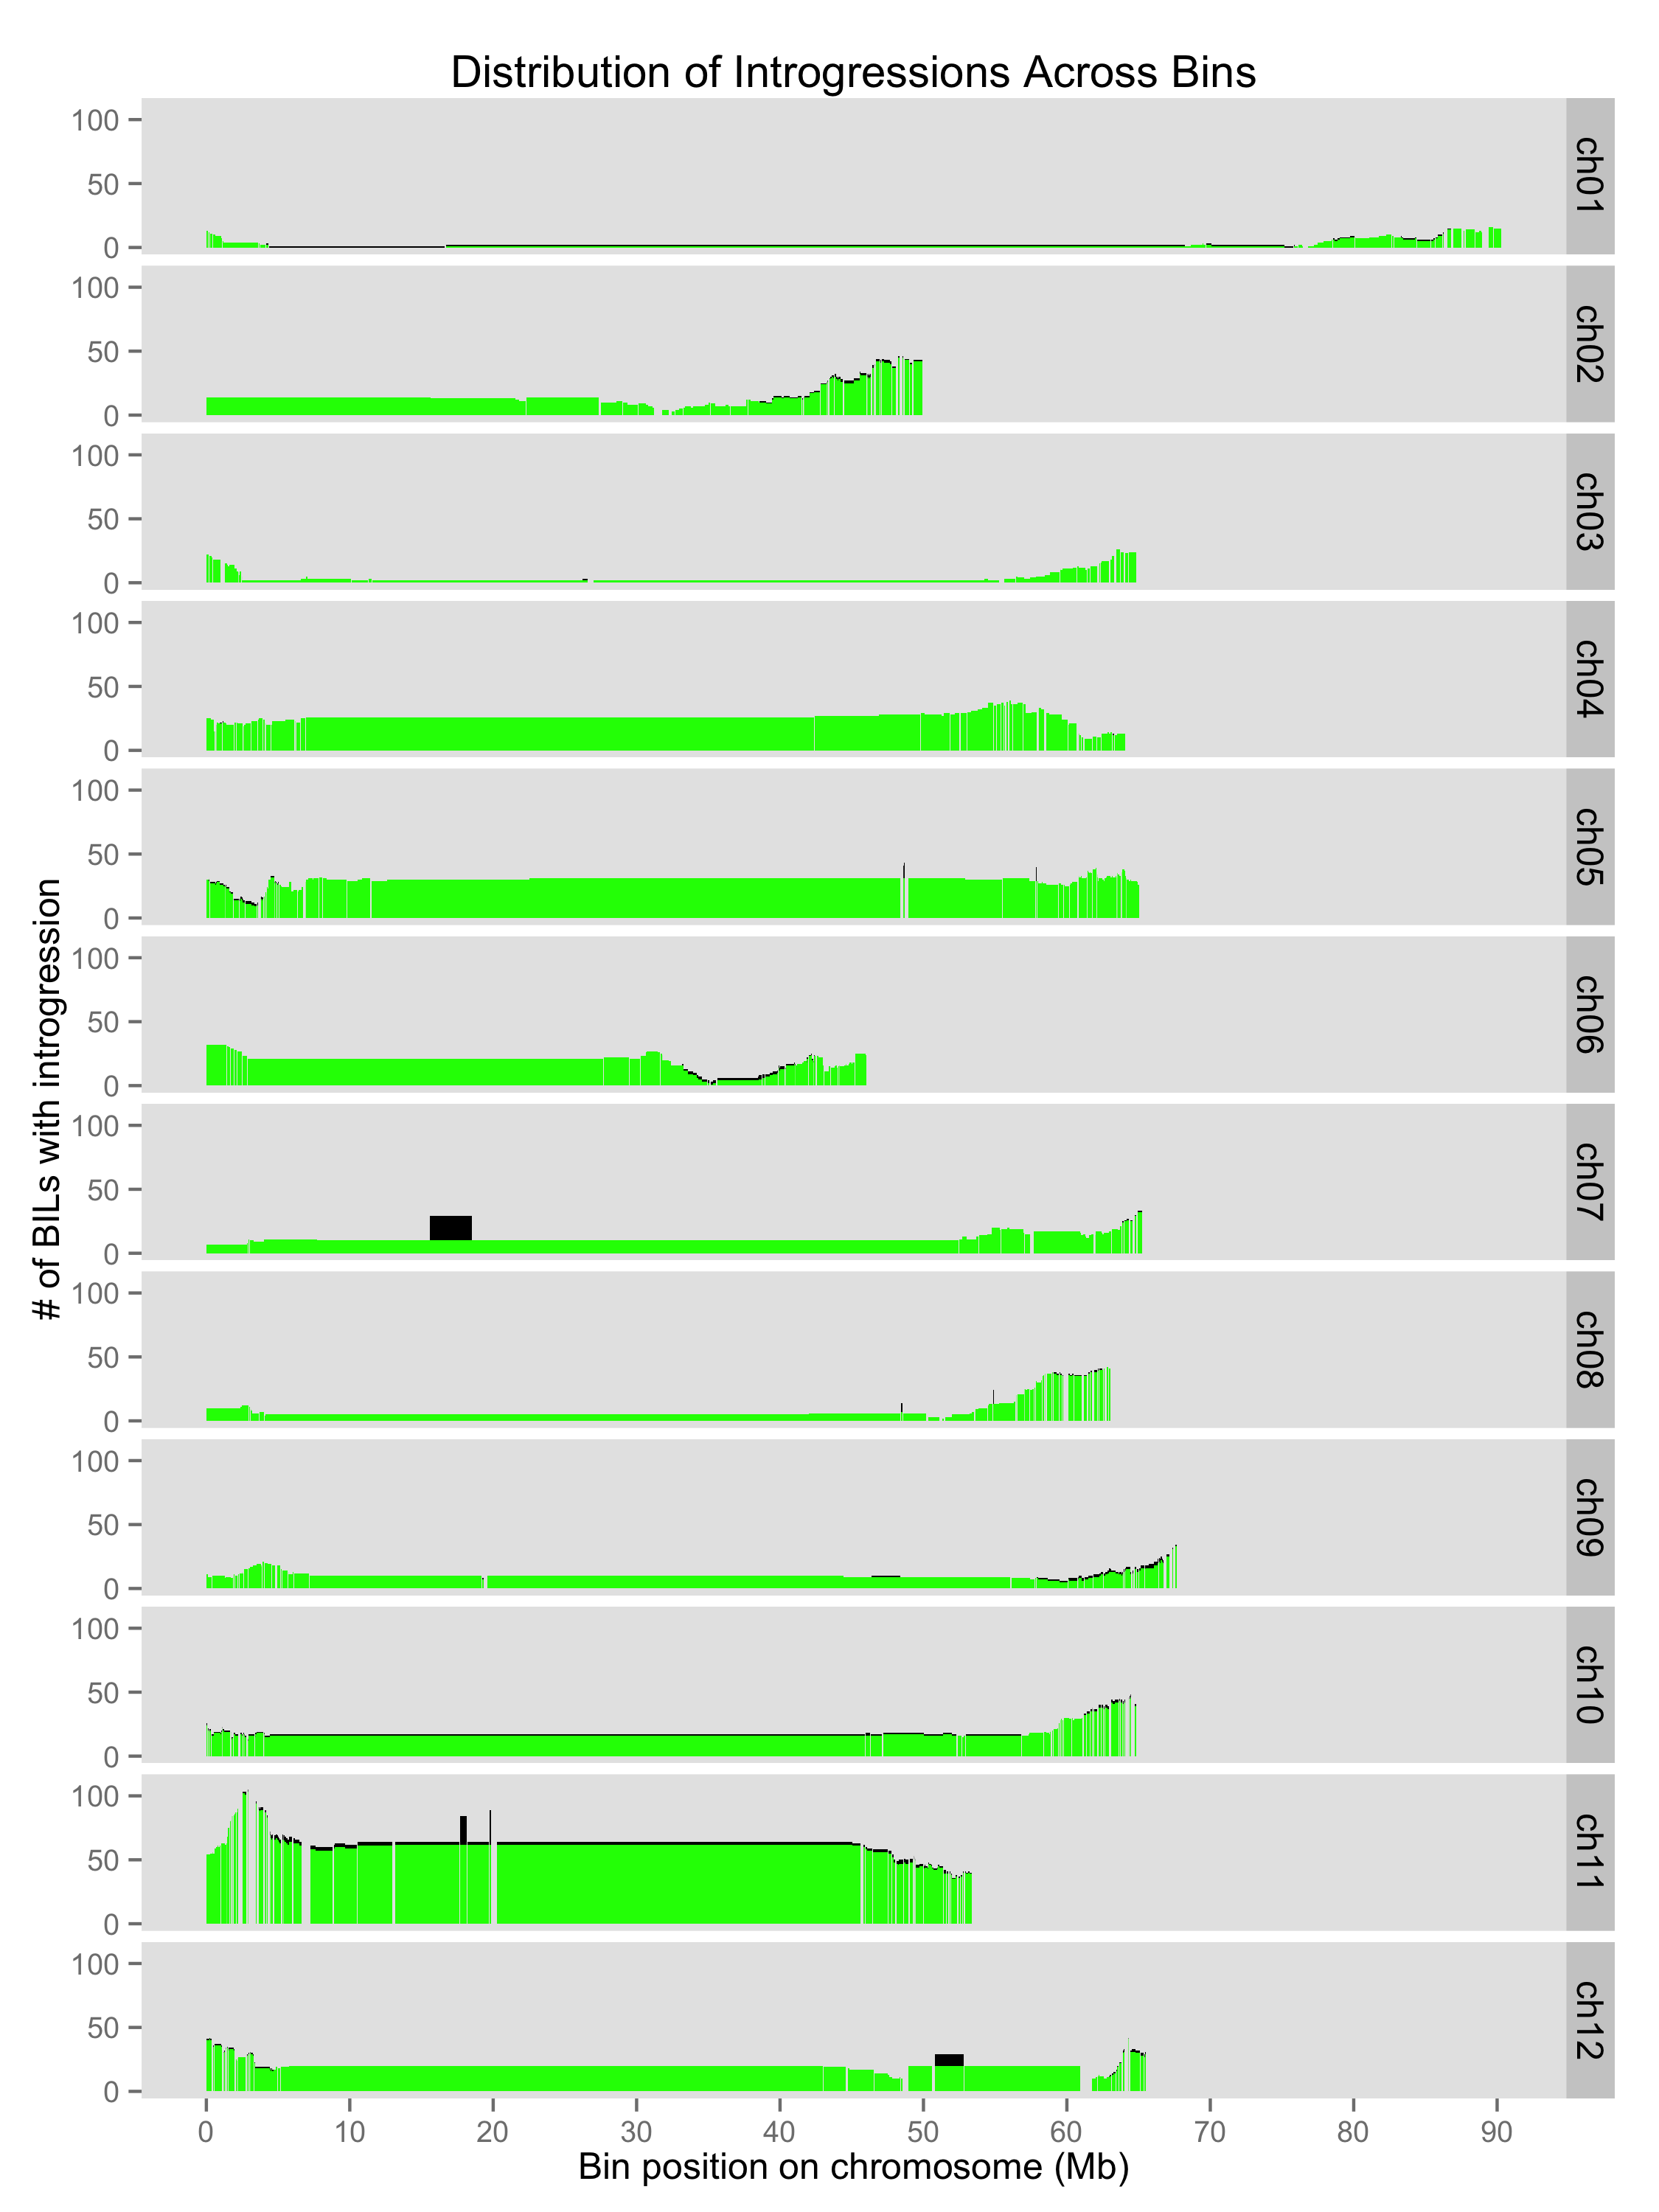 Distribution of Introgressions Across Bins
# of BILs with introgression
100
50
0
ch01
100
50
0
ch02
100
50
0
ch03
100
50
0
ch04
100
50
0
ch05
100
50
0
ch06
100
50
0
ch07
100
50
0
ch08
100
50
0
ch09
100
50
0
ch10
100
50
0
ch11
100
50
0
ch12
0 10 20 30 40 50 60 70 80 90
Bin position on chromosome (Mb)